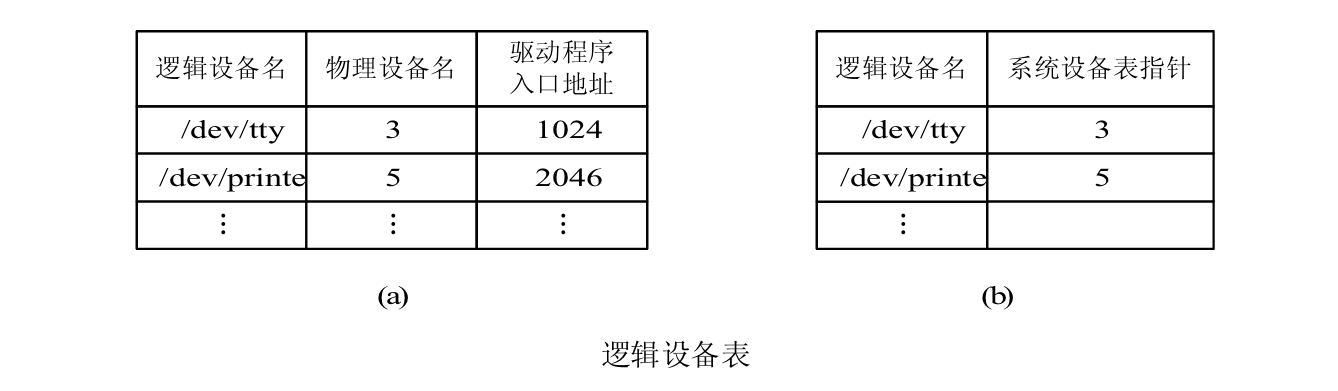 逻辑设备名 物理设备名 驱动程序入口地址
/dev/tty 3 1024
/dev/printe 5 2046
⋮ ⋮ ⋮
(a)
逻辑设备名 系统设备表指针
/dev/tty 3
/dev/printe 5
⋮
(b)
逻辑设备表